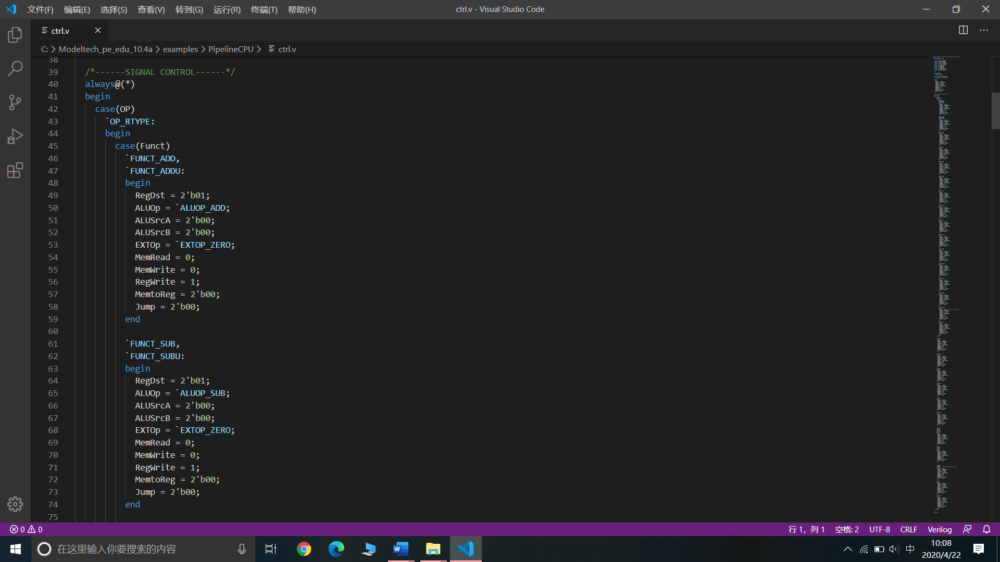 文件(F) 编辑(E) 选择(S) 查看(V) 转到(G) 运行(R) 终端(T) 帮助(H) ctrl.v - Visual Studio Code
ctrl.v
C: > Modeltech_pe_edu_10.4a > examples > PipelineCPU > ctrl.v
38
39 /*------SIGNAL CONTROL------*/
40 always@(*)
41 begin
42 case(OP)
43 `OP_RTYPE:
44 begin
45 case(Funct)
46 `FUNCT_ADD,
47 `FUNCT_ADDU:
48 begin
49 RegDst = 2'b01;
50 ALUOp = `ALUOP_ADD;
51 ALUSrcA = 2'b00;
52 ALUSrcB = 2'b00;
53 EXTOp = `EXTOP_ZERO;
54 MemRead = 0;
55 MemWrite = 0;
56 RegWrite = 1;
57 MemtoReg = 2'b00;
58 Jump = 2'b00;
59 end
60
61 `FUNCT_SUB,
62 `FUNCT_SUBU:
63 begin
64 RegDst = 2'b01;
65 ALUOp = `ALUOP_SUB;
66 ALUSrcA = 2'b00;
67 ALUSrcB = 2'b00;
68 EXTOp = `EXTOP_ZERO;
69 MemRead = 0;
70 MemWrite = 0;
71 RegWrite = 1;
72 MemtoReg = 2'b00;
73 Jump = 2'b00;
74 end
75
0 0 行 1，列 1 空格: 2 UTF-8 CRLF Verilog
在这里输入你要搜索的内容 中 10:08
2020/4/22